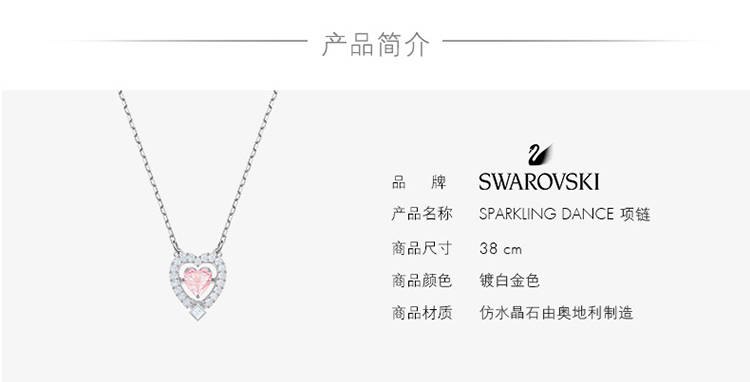 产品简介
品 牌 SWAROVSKI
产品名称 SPARKLING DANCE 项链
商品尺寸 38 cm
商品颜色 镀白金色
商品材质 仿水晶石由奥地利制造